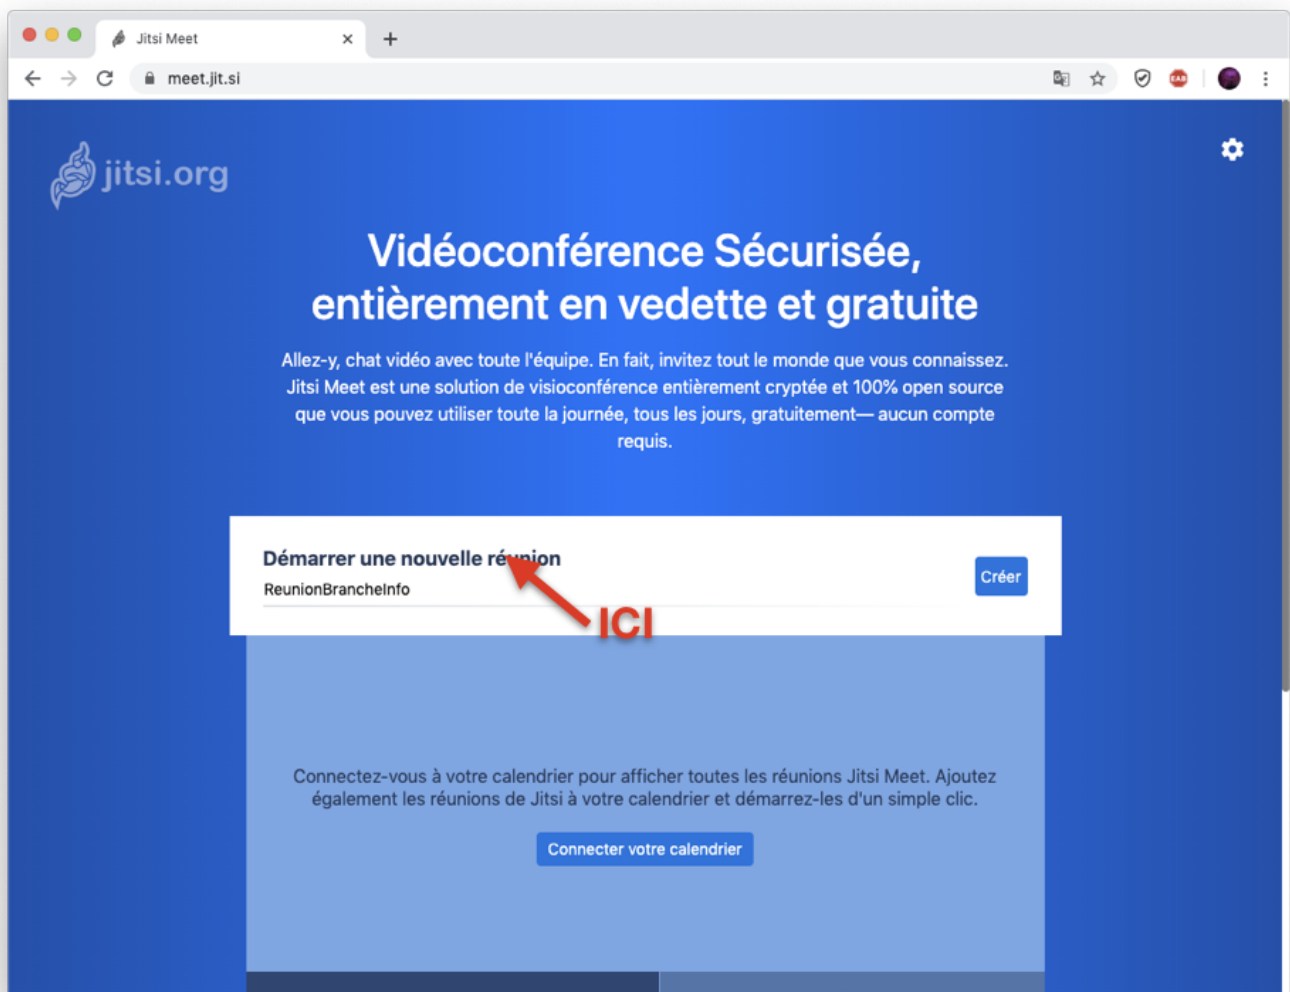 Jitsi Meet
meet.jit.si
EAB
jitsi.org
Vidéoconférence Sécurisée,
entièrement en vedette et gratuite
Allez-y, chat vidéo avec toute l'équipe. En fait, invitez tout le monde que vous connaissez.
Jitsi Meet est une solution de visioconférence entièrement cryptée et 100% open source
que vous pouvez utiliser toute la journée, tous les jours, gratuitement— aucun compte
requis.
Démarrer une nouvelle réunion
ReunionBrancheInfo
Créer
ICI
Connectez-vous à votre calendrier pour afficher toutes les réunions Jitsi Meet. Ajoutez
également les réunions de Jitsi à votre calendrier et démarrez-les d'un simple clic.
Connecter votre calendrier